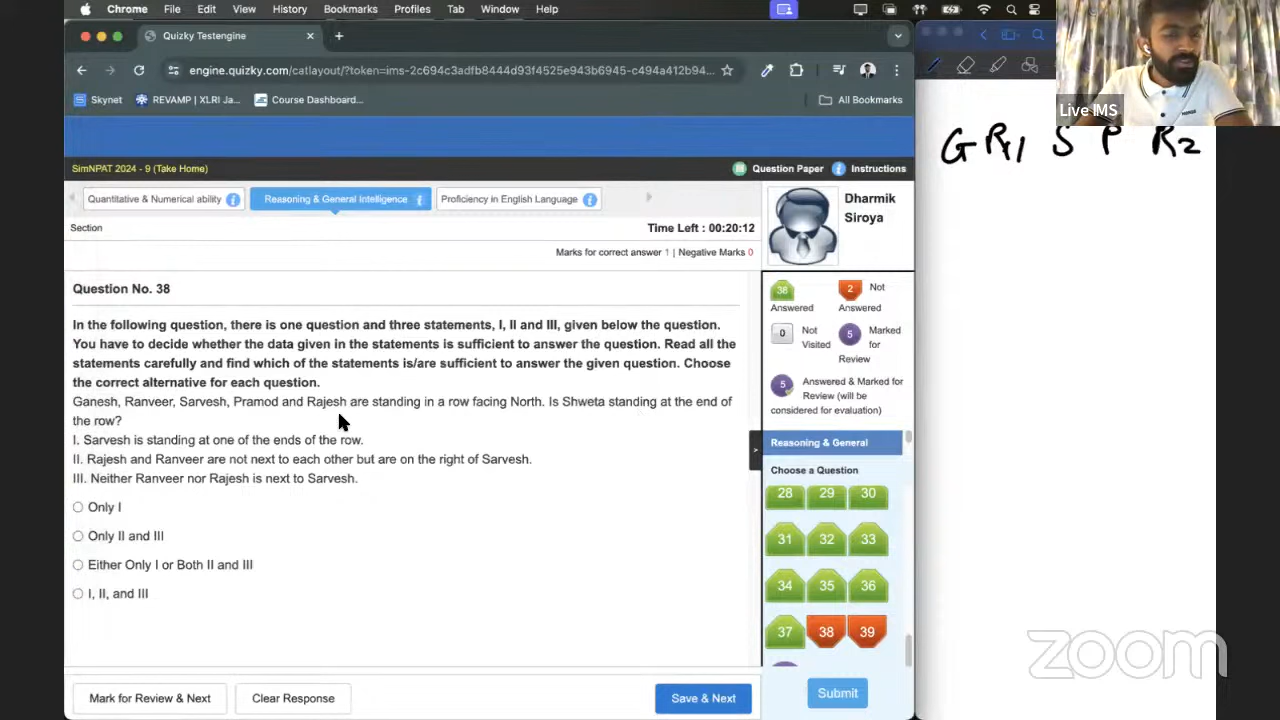 Chrome File Edit View History Bookmarks Profiles Tab Window Help
Quizky Testengine
engine.quizky.com/catlayout/?token=ims-2c694c3adfb8444d93f4525e943b6945-c494a412b94...
Skynet REVAMP | XLRI Ja... Course Dashboard... All Bookmarks
Live IMS
G R1 S P R2
SimNPAT 2024 - 9 (Take Home) Question Paper Instructions
Quantitative & Numerical ability Reasoning & General Intelligence Proficiency in English Language
Dharmik
Siroya
Section Time Left : 00:20:12
Marks for correct answer 1 | Negative Marks 0
Question No. 38
In the following question, there is one question and three statements, I, II and III, given below the question.
You have to decide whether the data given in the statements is sufficient to answer the question. Read all the
statements carefully and find which of the statements is/are sufficient to answer the given question. Choose
the correct alternative for each question.
Ganesh, Ranveer, Sarvesh, Pramod and Rajesh are standing in a row facing North. Is Shweta standing at the end of
the row?
I. Sarvesh is standing at one of the ends of the row.
II. Rajesh and Ranveer are not next to each other but are on the right of Sarvesh.
III. Neither Ranveer nor Rajesh is next to Sarvesh.
Only I
Only II and III
Either Only I or Both II and III
I, II, and III
38 Answered
2 Not Answered
0 Not Visited
5 Marked for Review
5 Answered & Marked for Review (will be considered for evaluation)
Reasoning & General
Choose a Question
28 29 30
31 32 33
34 35 36
37 38 39
Mark for Review & Next Clear Response Save & Next Submit
zoom